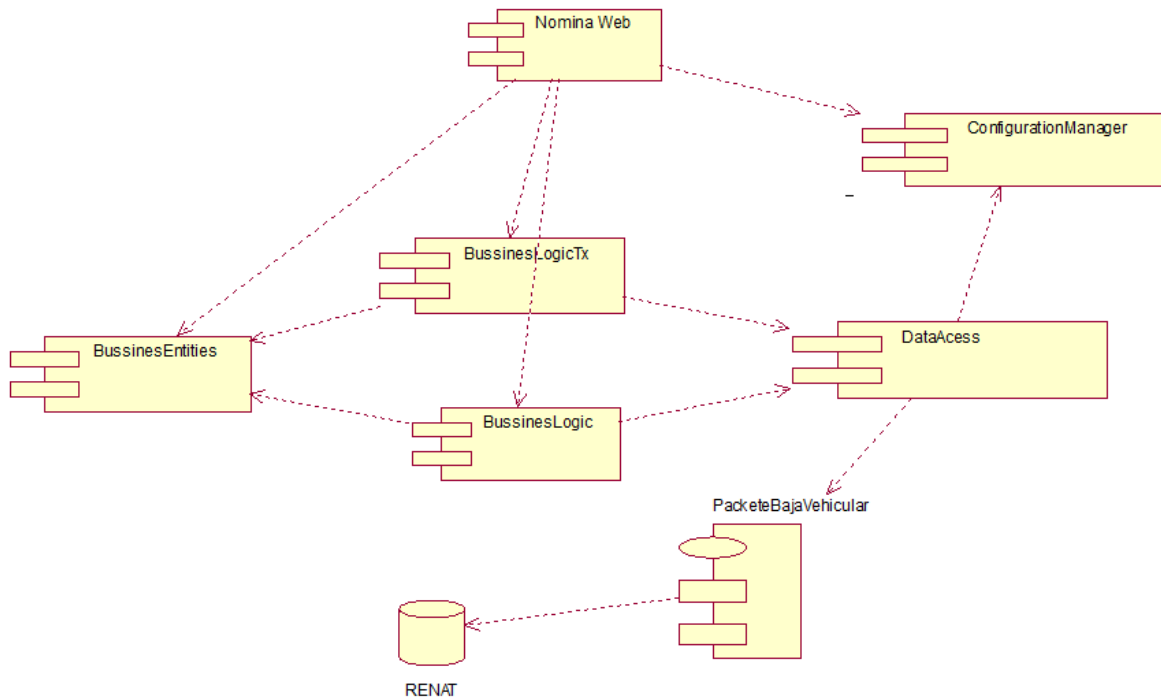 Nomina Web
ConfigurationManager
BussinesLogicTx
DataAcess
BussinesEntities
BussinesLogic
PacketeBajaVehicular
RENAT